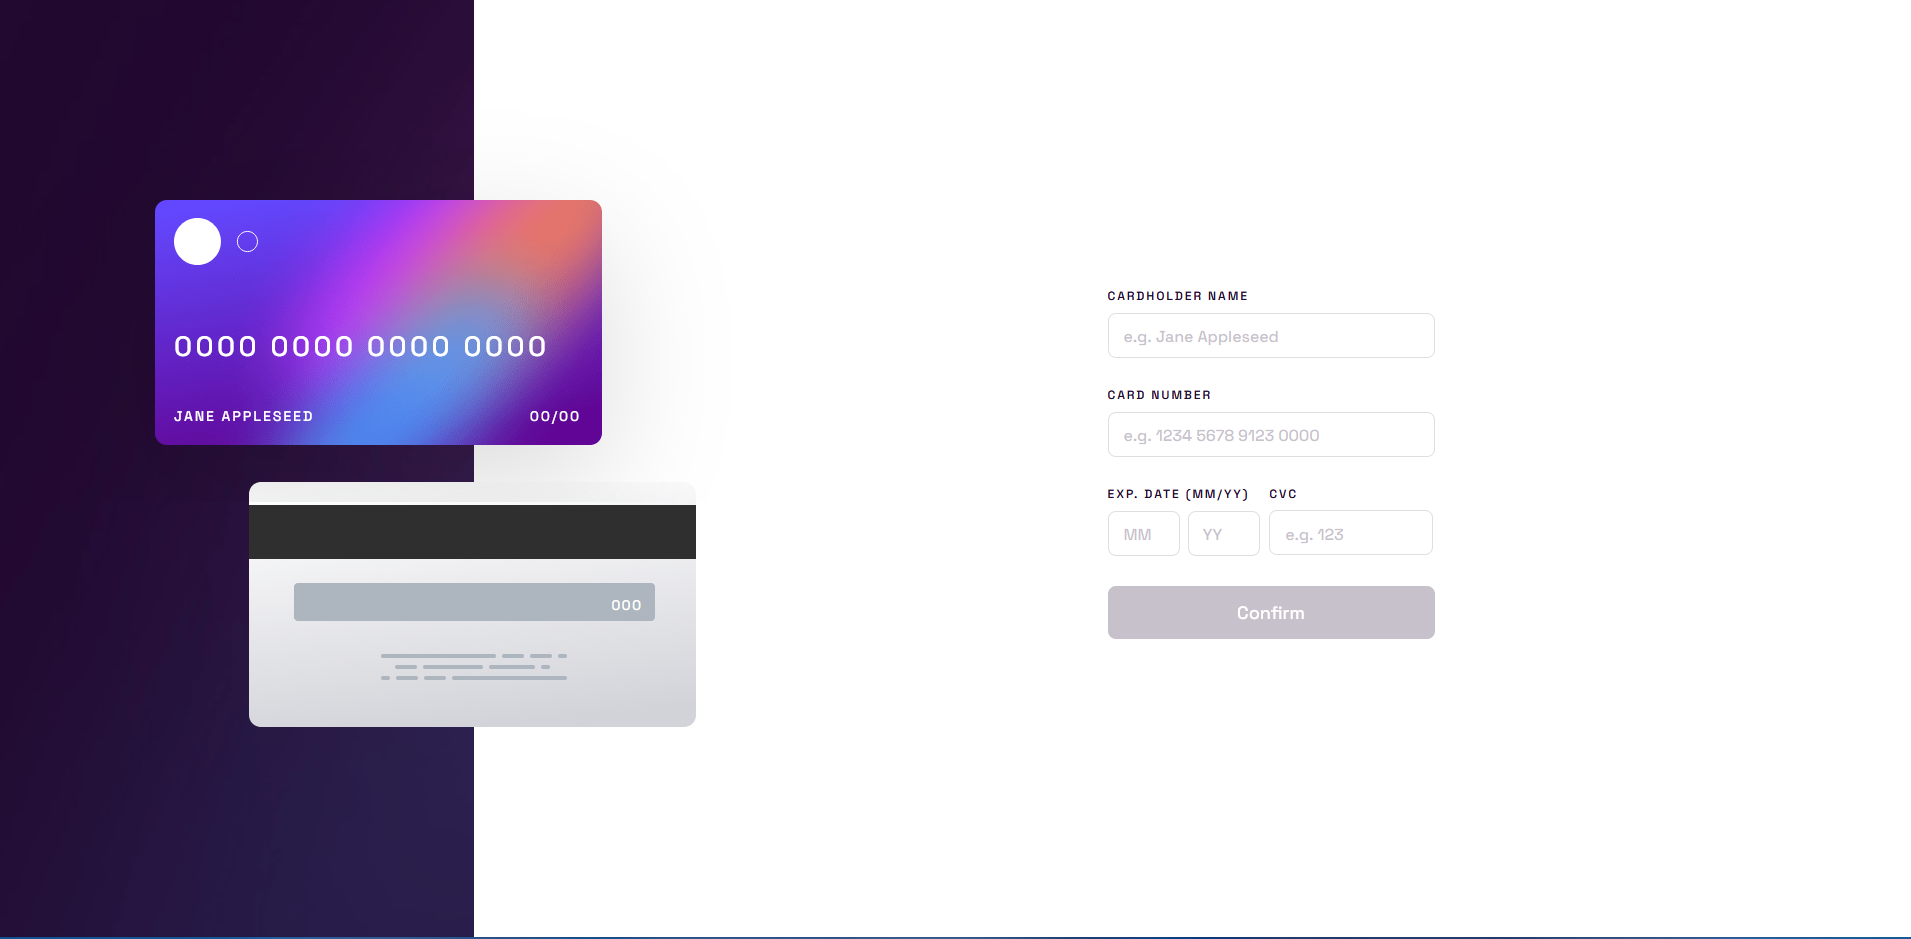 0000 0000 0000 0000
JANE APPLESEED 00/00
000
CARDHOLDER NAME
e.g. Jane Appleseed
CARD NUMBER
e.g. 1234 5678 9123 0000
EXP. DATE (MM/YY) CVC
MM YY e.g. 123
Confirm